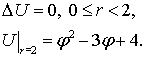 ΔU = 0, 0 ≤ r < 2,
U|ᵣ₌₂ = φ² − 3φ + 4.